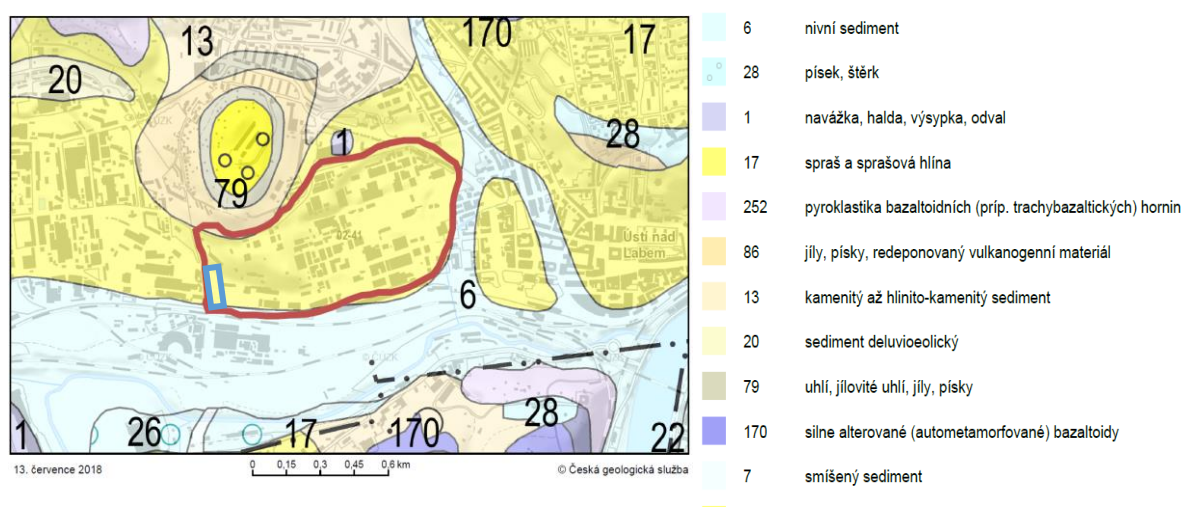 13
170
17
20
28
1
79
02-41
Ústí nad
Labem
6
28
1
26
17
170
22
13. července 2018
0 0,15 0,3 0,45 0,6 km
© Česká geologická služba
6 nivní sediment
28 písek, štěrk
1 navážka, halda, výsypka, odval
17 spraš a sprašová hlína
252 pyroklastika bazaltoidních (príp. trachybazaltických) hornin
86 jíly, písky, redeponovaný vulkanogenní materiál
13 kamenitý až hlinito-kamenitý sediment
20 sediment deluvioeolický
79 uhlí, jílovité uhlí, jíly, písky
170 silne alterované (autometamorfované) bazaltoidy
7 smíšený sediment